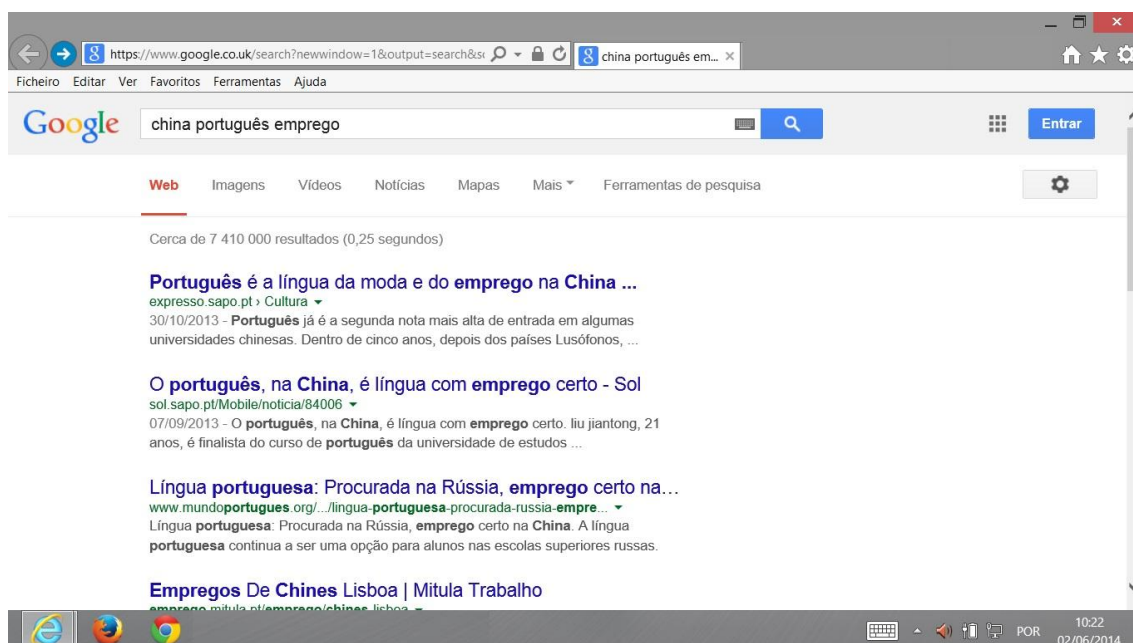 https://www.google.co.uk/search?newwindow=1&output=search&sc
china português em...
Ficheiro Editar Ver Favoritos Ferramentas Ajuda
Google china português emprego Entrar
Web Imagens Vídeos Notícias Mapas Mais Ferramentas de pesquisa
Cerca de 7 410 000 resultados (0,25 segundos)
Português é a língua da moda e do emprego na China ...
expresso.sapo.pt › Cultura
30/10/2013 - Português já é a segunda nota mais alta de entrada em algumas
universidades chinesas. Dentro de cinco anos, depois dos países Lusófonos, ...
O português, na China, é língua com emprego certo - Sol
sol.sapo.pt/Mobile/noticia/84006
07/09/2013 - O português, na China, é língua com emprego certo. liu jiantong, 21
anos, é finalista do curso de português da universidade de estudos ...
Língua portuguesa: Procurada na Rússia, emprego certo na…
www.mundoportugues.org/.../lingua-portuguesa-procurada-russia-empre...
Língua portuguesa: Procurada na Rússia, emprego certo na China. A língua
portuguesa continua a ser uma opção para alunos nas escolas superiores russas.
Empregos De Chines Lisboa | Mitula Trabalho
emprego.mitula.pt/emprego/chines-lisboa
POR 10:22
02/06/2014